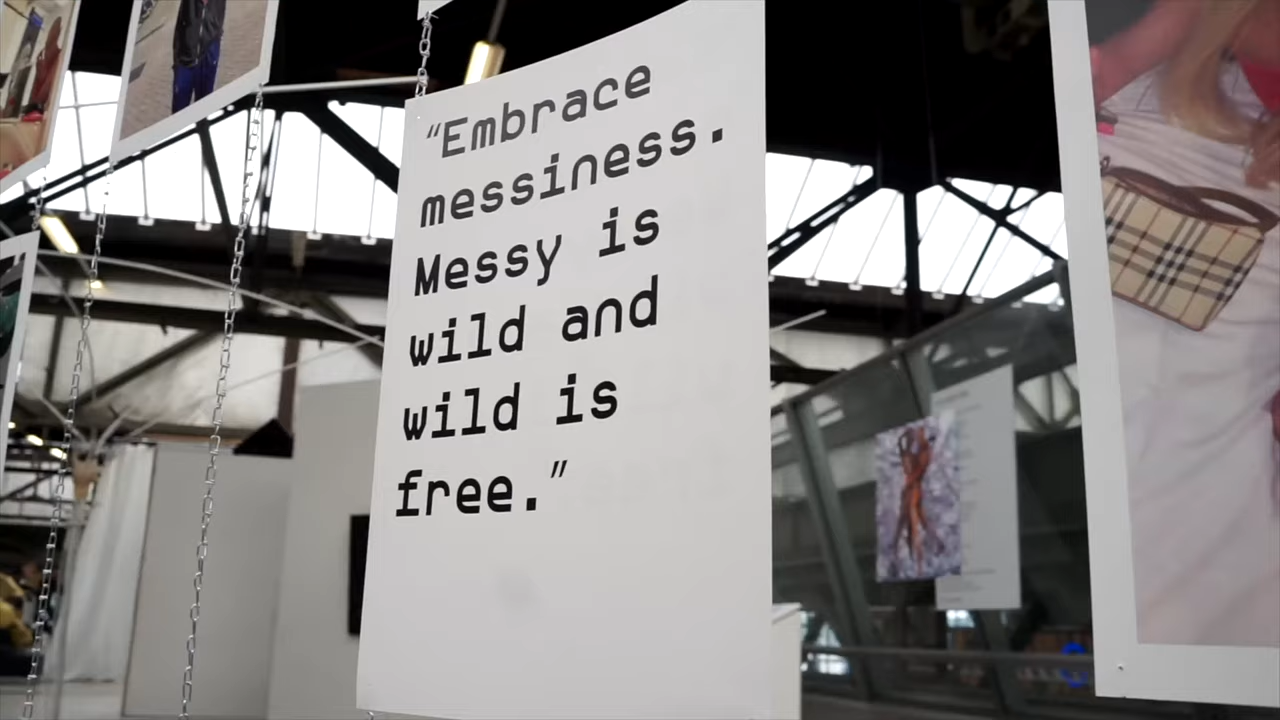 “Embrace
messiness.
Messy is
wild and
wild is
free.”